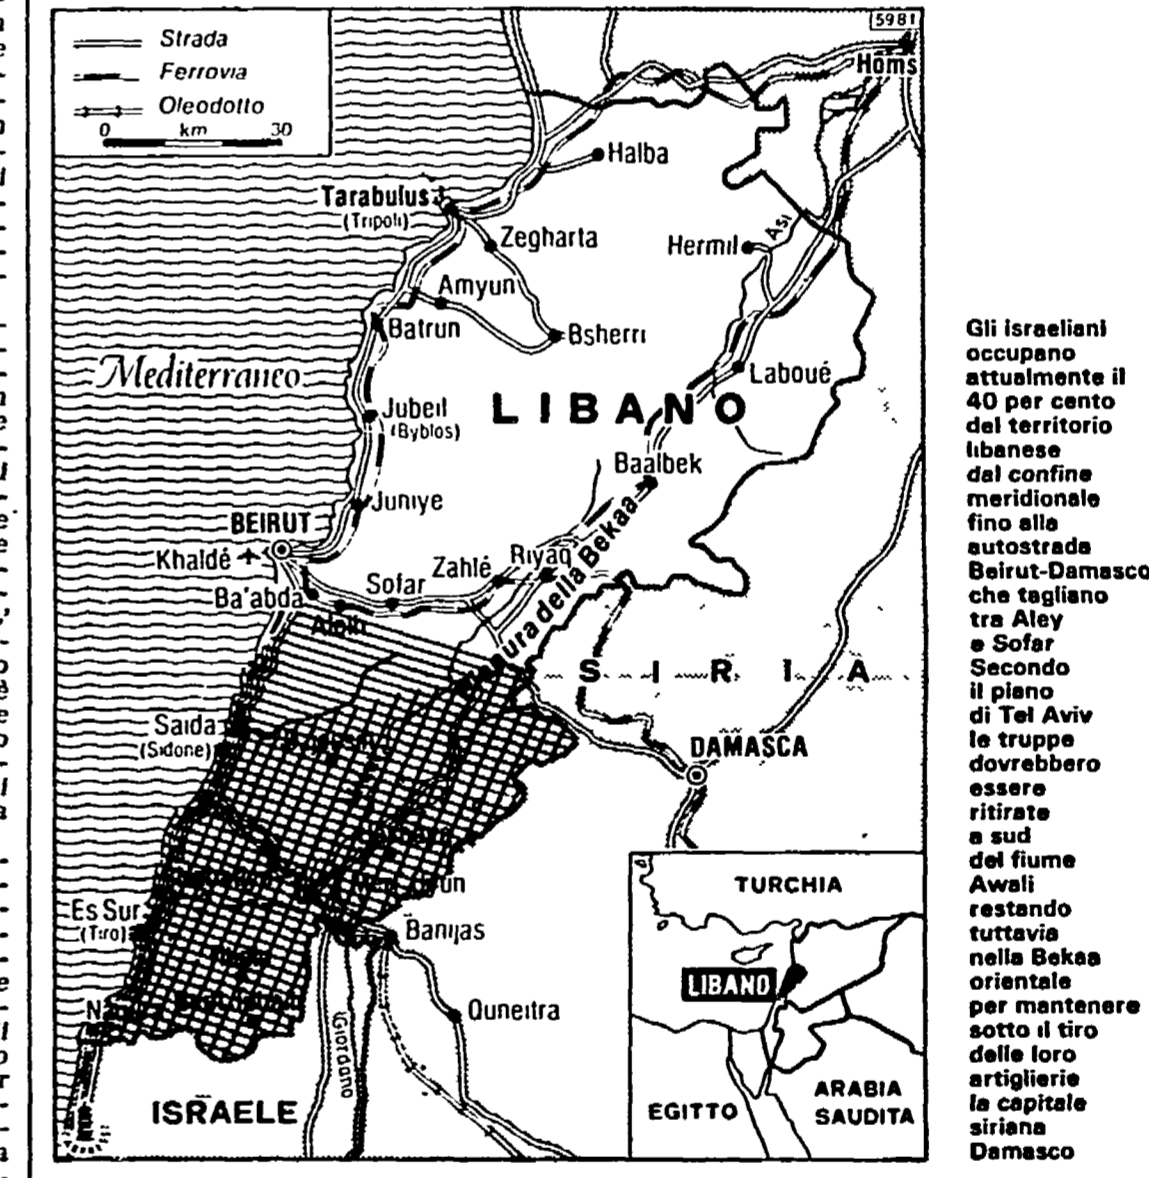 Strada
Ferrovia
Oleodotto
0 km 30
5981
Homs
Halba
Tarabulus
(Tripoli)
Zegharta
Hermil
Asi
Amyun
Batrun
Bsherri
Mediterraneo
Laboué
LIBANO
Jubeil
(Byblos)
Baalbek
Juniye
BEIRUT
Khaldé
Zahlé
Riyaq
Sofar
Ba'abda
della Bekaa
SIRIA
Saida
(Sidone)
DAMASCA
Es Sur
(Tiro)
Banijas
Quneitra
Giordano
ISRAELE
TURCHIA
LIBANO
EGITTO
ARABIA
SAUDITA
Gli israeliani
occupano
attualmente il
40 per cento
del territorio
libanese
dal confine
meridionale
fino alla
autostrada
Beirut-Damasco
che tagliano
tra Aley
e Sofar
Secondo
il piano
di Tel Aviv
le truppe
dovrebbero
essere
ritirate
a sud
del fiume
Awali
restando
tuttavia
nella Bekaa
orientale
per mantenere
sotto il tiro
delle loro
artiglierie
la capitale
siriana
Damasco